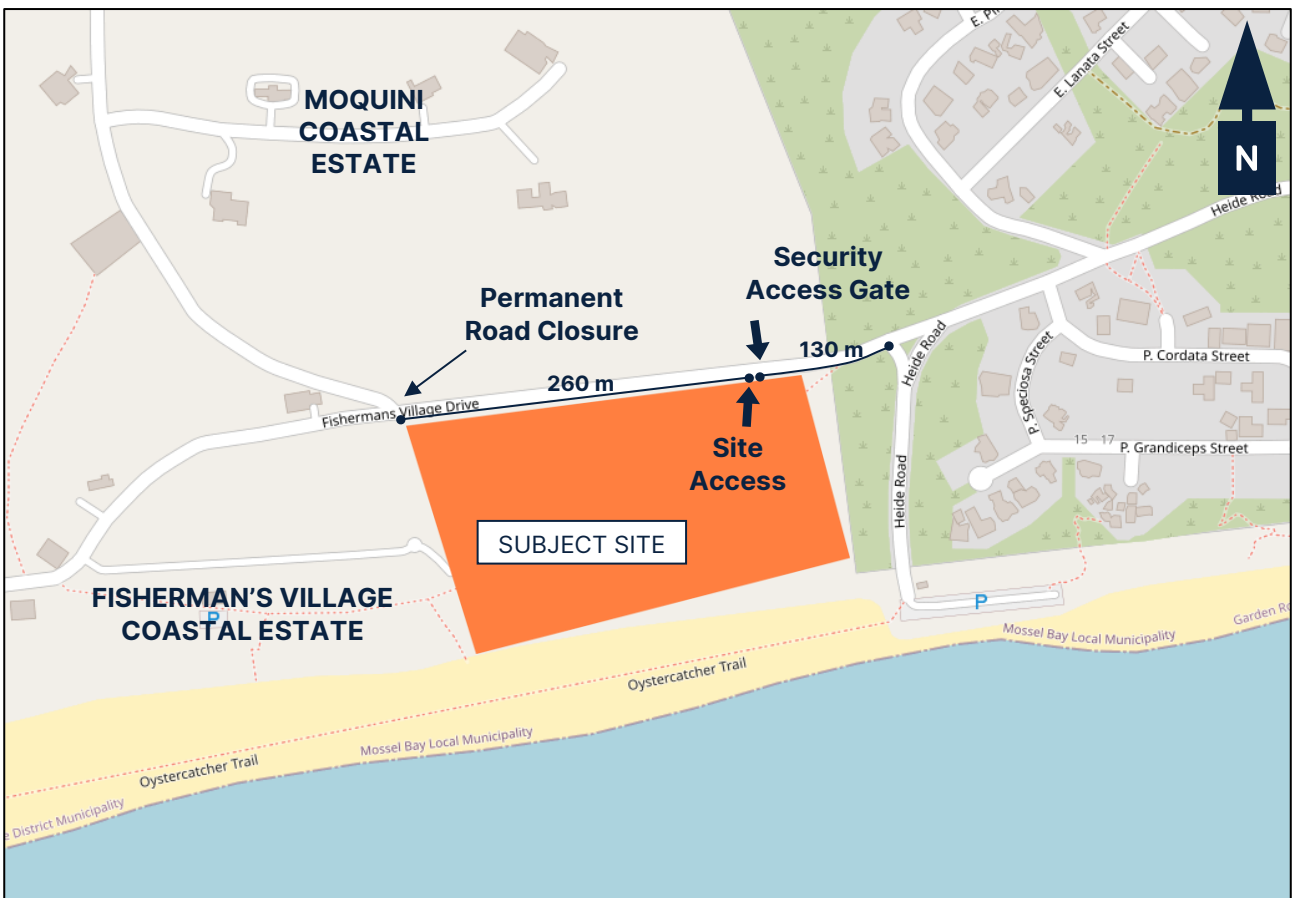 E. Lanata Street
MOQUINI
COASTAL
ESTATE
N
Heide Road
Security
Access Gate
Permanent
Road Closure
130 m
Heide Road
P. Cordata Street
260 m
Fishermans Village Drive
P. Speciosa Street
Site
Access
15 17
P. Grandiceps Street
Heide Road
SUBJECT SITE
FISHERMAN'S VILLAGE
P
COASTAL ESTATE
P
Garden
Mossel Bay Local Municipality
Oystercatcher Trail
Mossel Bay Local Municipality
Oystercatcher Trail
District Municipality